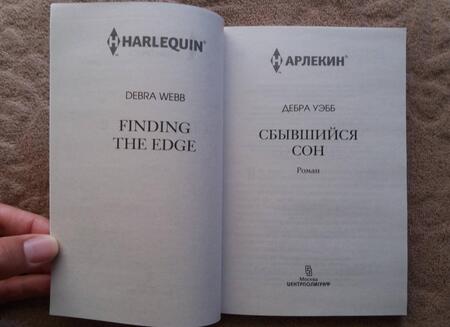 HARLEQUIN®
DEBRA WEBB
FINDING
THE EDGE
АРЛЕКИН®
ДЕБРА УЭББ
СБЫВШИЙСЯ
СОН
Роман
Москва
ЦЕНТРПОЛИГРАФ